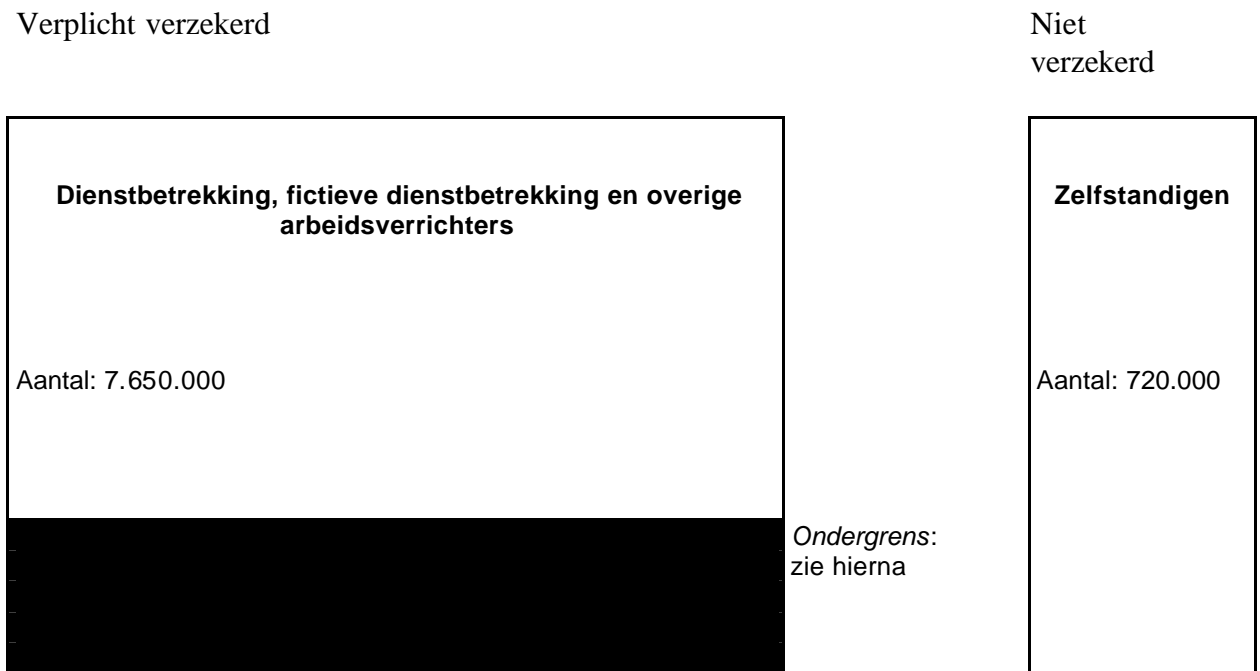 Verplicht verzekerd
Niet
verzekerd
Dienstbetrekking, fictieve dienstbetrekking en overige
arbeidsverrichters
Zelfstandigen
Aantal: 7.650.000
Aantal: 720.000
Ondergrens:
zie hierna